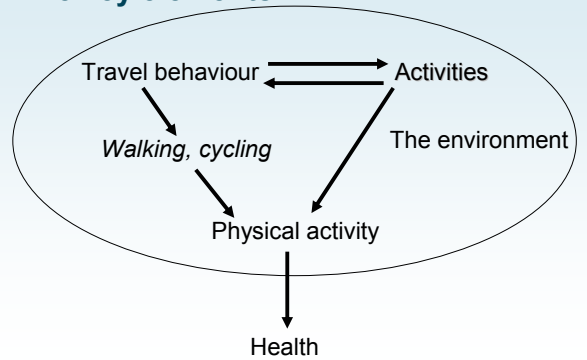 Travel behaviour
Activities
The environment
Walking, cycling
Physical activity
Health